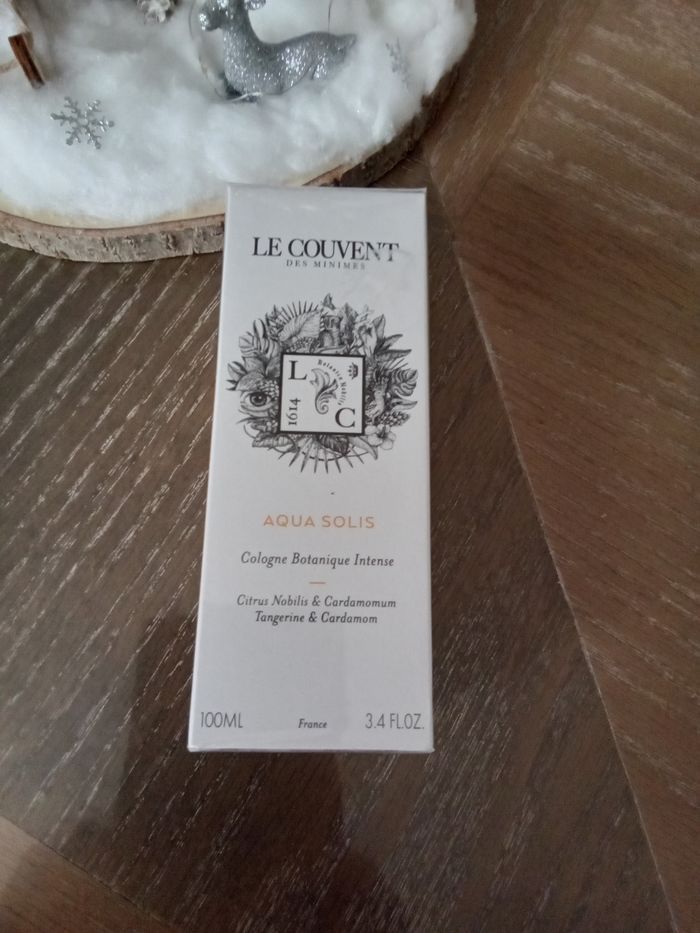 LE COUVENT
DES MINIMES
L
Botanica Nobilis
1614
C
AQUA SOLIS
Cologne Botanique Intense
Citrus Nobilis & Cardamomum
Tangerine & Cardamom
100ML France 3.4 FL.OZ.